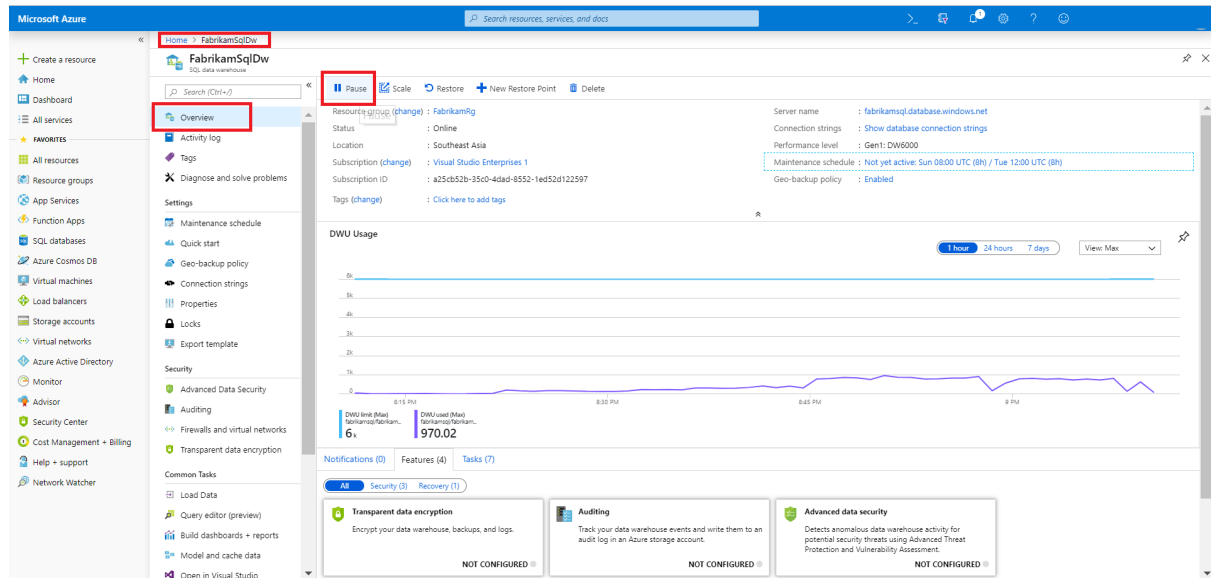 Microsoft Azure
Search resources, services, and docs
1
Create a resource
Home
Dashboard
All services
FAVORITES
All resources
Resource groups
App Services
Function Apps
SQL databases
Azure Cosmos DB
Virtual machines
Load balancers
Storage accounts
Virtual networks
Azure Active Directory
Monitor
Advisor
Security Center
Cost Management + Billing
Help + support
Network Watcher
Home > FabrikamSqlDw
FabrikamSqlDw
SQL data warehouse
Search (Ctrl+/)
Overview
Activity log
Tags
Diagnose and solve problems
Settings
Maintenance schedule
Quick start
Geo-backup policy
Connection strings
Properties
Locks
Export template
Security
Advanced Data Security
Auditing
Firewalls and virtual networks
Transparent data encryption
Common Tasks
Load Data
Query editor (preview)
Build dashboards + reports
Model and cache data
Open in Visual Studio
Pause Scale Restore New Restore Point Delete
Pause
Resource group (change) : FabrikamRg
Status : Online
Location : Southeast Asia
Subscription (change) : Visual Studio Enterprises 1
Subscription ID : a25cb52b-35c0-4dad-8552-1ed52d122597
Tags (change) : Click here to add tags
Server name : fabrikamsql.database.windows.net
Connection strings : Show database connection strings
Performance level : Gen1: DW6000
Maintenance schedule : Not yet active: Sun 08:00 UTC (8h) / Tue 12:00 UTC (8h)
Geo-backup policy : Enabled
DWU Usage
1 hour 24 hours 7 days
View: Max
6k
5k
4k
3k
2k
1k
0
8:15 PM 8:30 PM 8:45 PM 9 PM
DWU limit (Max)
fabrikamsql/fabrikam...
6 k
DWU used (Max)
fabrikamsql/fabrikam...
970.02
Notifications (0) Features (4) Tasks (7)
All Security (3) Recovery (1)
Transparent data encryption
Encrypt your data warehouse, backups, and logs.
NOT CONFIGURED
Auditing
Track your data warehouse events and write them to an
audit log in an Azure storage account.
NOT CONFIGURED
Advanced data security
Detects anomalous data warehouse activity for
potential security threats using Advanced Threat
Protection and Vulnerability Assessment.
NOT CONFIGURED